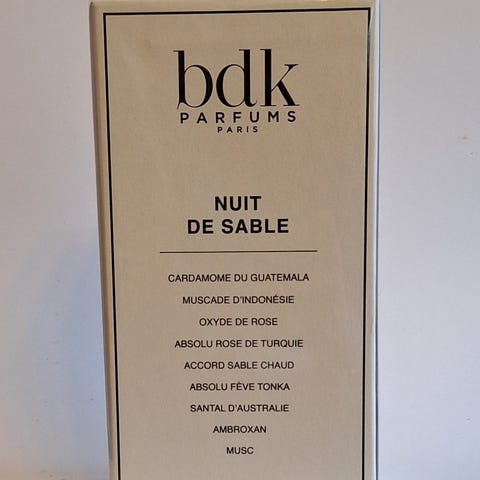 bdk
PARFUMS
PARIS
NUIT
DE SABLE
CARDAMOME DU GUATEMALA
MUSCADE D'INDONÉSIE
OXYDE DE ROSE
ABSOLU ROSE DE TURQUIE
ACCORD SABLE CHAUD
ABSOLU FÈVE TONKA
SANTAL D'AUSTRALIE
AMBROXAN
MUSC